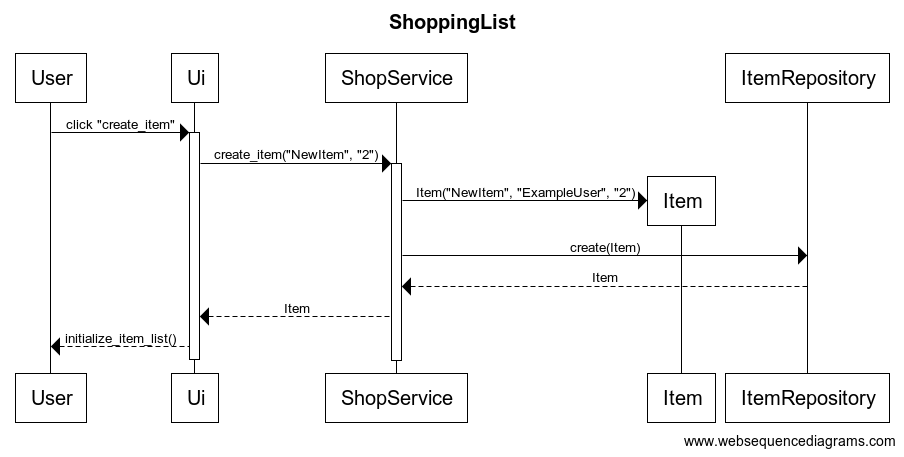 ShoppingList
User
Ui
ShopService
ItemRepository
click "create_item"
create_item("NewItem", "2")
Item("NewItem", "ExampleUser", "2")
Item
create(Item)
Item
Item
initialize_item_list()
User
Ui
ShopService
Item
ItemRepository
www.websequencediagrams.com